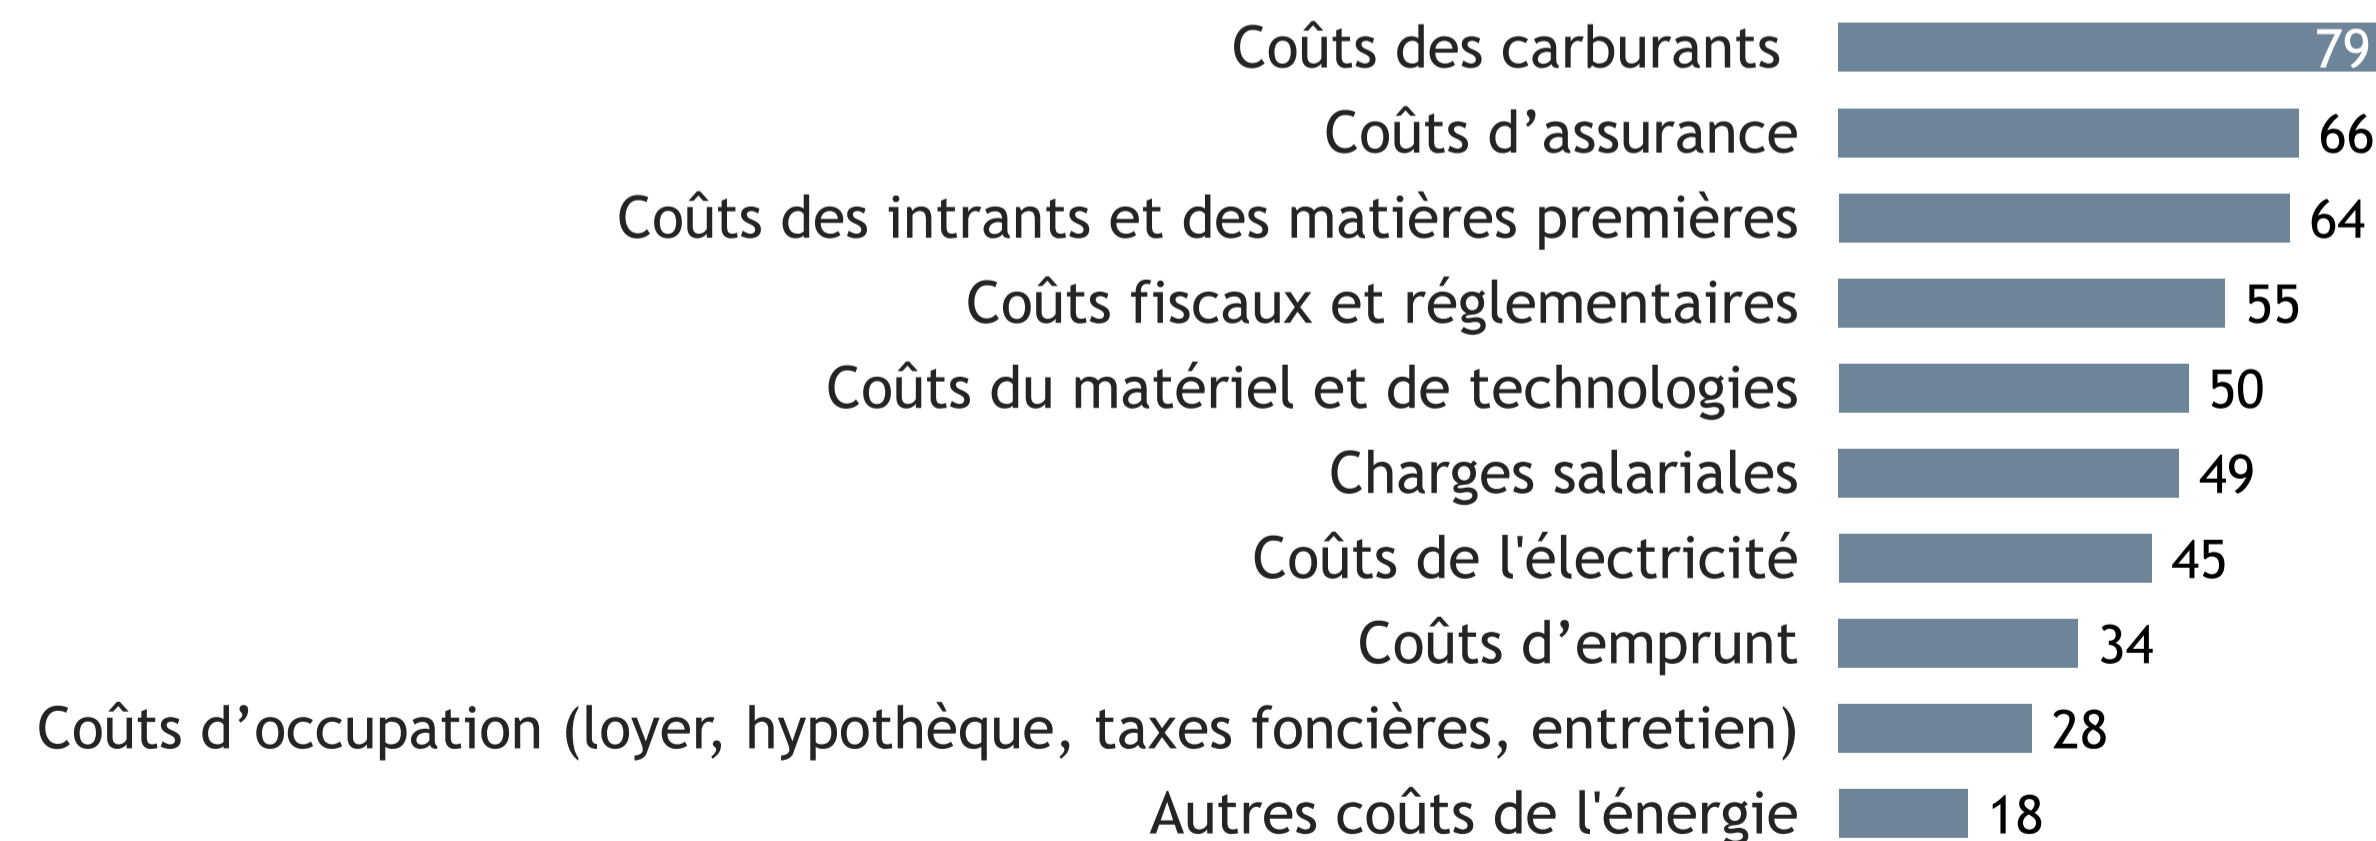 Coûts des carburants 79
Coûts d’assurance 66
Coûts des intrants et des matières premières 64
Coûts fiscaux et réglementaires 55
Coûts du matériel et de technologies 50
Charges salariales 49
Coûts de l'électricité 45
Coûts d’emprunt 34
Coûts d’occupation (loyer, hypothèque, taxes foncières, entretien) 28
Autres coûts de l'énergie 18